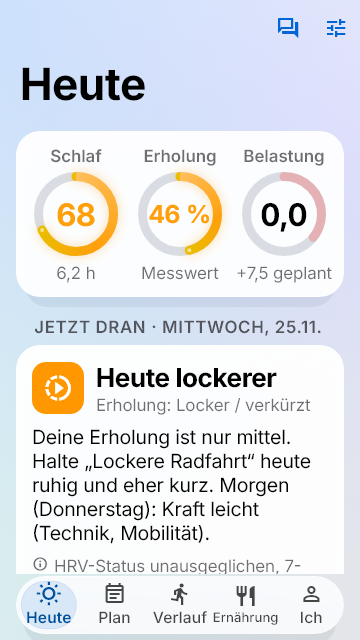 Heute
Schlaf Erholung Belastung
68 46 % 0,0
6,2 h Messwert +7,5 geplant
JETZT DRAN · MITTWOCH, 25.11.
Heute lockerer
Erholung: Locker / verkürzt
Deine Erholung ist nur mittel.
Halte „Lockere Radfahrt“ heute
ruhig und eher kurz. Morgen
(Donnerstag): Kraft leicht
(Technik, Mobilität).
HRV-Status unausgeglichen, 7-
Heute Plan Verlauf Ernährung Ich